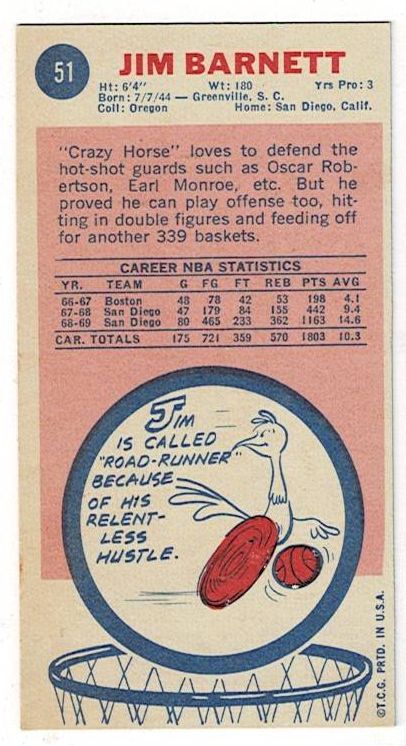 51
JIM BARNETT
Ht: 6'4" Wt: 180 Yrs Pro: 3
Born: 7/7/44 — Greenville, S. C.
Coll: Oregon Home: San Diego, Calif.
"Crazy Horse" loves to defend the
hot-shot guards such as Oscar Rob-
ertson, Earl Monroe, etc. But he
proved he can play offense too, hit-
ting in double figures and feeding off
for another 339 baskets.
CAREER NBA STATISTICS
YR. TEAM G FG FT REB PTS AVG
66-67 Boston 48 78 42 53 198 4.1
67-68 San Diego 47 179 84 155 442 9.4
68-69 San Diego 80 465 233 362 1163 14.6
CAR. TOTALS 175 721 359 570 1803 10.3
JIM
IS CALLED
"ROAD-RUNNER"
BECAUSE
OF HIS
RELENT-
LESS
HUSTLE.
©T.C.G. PRTD. IN U.S.A.